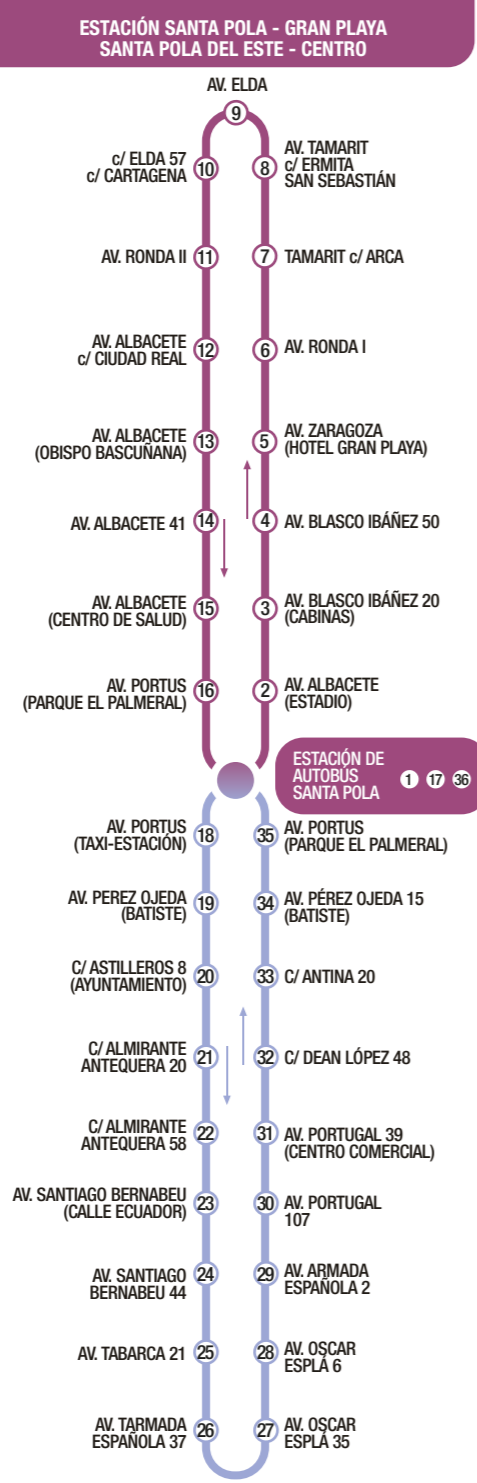 ESTACIÓN SANTA POLA - GRAN PLAYA
SANTA POLA DEL ESTE - CENTRO
AV. ELDA
9
c/ ELDA 57
c/ CARTAGENA
10
8
AV. TAMARIT
c/ ERMITA
SAN SEBASTIÁN
AV. RONDA II
11
7
TAMARIT c/ ARCA
AV. ALBACETE
c/ CIUDAD REAL
12
6
AV. RONDA I
AV. ALBACETE
(OBISPO BASCUÑANA)
13
5
AV. ZARAGOZA
(HOTEL GRAN PLAYA)
AV. ALBACETE 41
14
4
AV. BLASCO IBÁÑEZ 50
AV. ALBACETE
(CENTRO DE SALUD)
15
3
AV. BLASCO IBÁÑEZ 20
(CABINAS)
AV. PORTUS
(PARQUE EL PALMERAL)
16
2
AV. ALBACETE
(ESTADIO)
ESTACIÓN DE
AUTOBÚS
SANTA POLA
1 17 36
AV. PORTUS
(TAXI-ESTACIÓN)
18
35
AV. PORTUS
(PARQUE EL PALMERAL)
AV. PEREZ OJEDA
(BATISTE)
19
34
AV. PÉREZ OJEDA 15
(BATISTE)
C/ ASTILLEROS 8
(AYUNTAMIENTO)
20
33
C/ ANTINA 20
C/ ALMIRANTE
ANTEQUERA 20
21
32
C/ DEAN LÓPEZ 48
C/ ALMIRANTE
ANTEQUERA 58
22
31
AV. PORTUGAL 39
(CENTRO COMERCIAL)
AV. SANTIAGO BERNABEU
(CALLE ECUADOR)
23
30
AV. PORTUGAL
107
AV. SANTIAGO
BERNABEU 44
24
29
AV. ARMADA
ESPAÑOLA 2
AV. TABARCA 21
25
28
AV. OSCAR
ESPLÁ 6
AV. TARMADA
ESPAÑOLA 37
26
27
AV. OSCAR
ESPLÁ 35